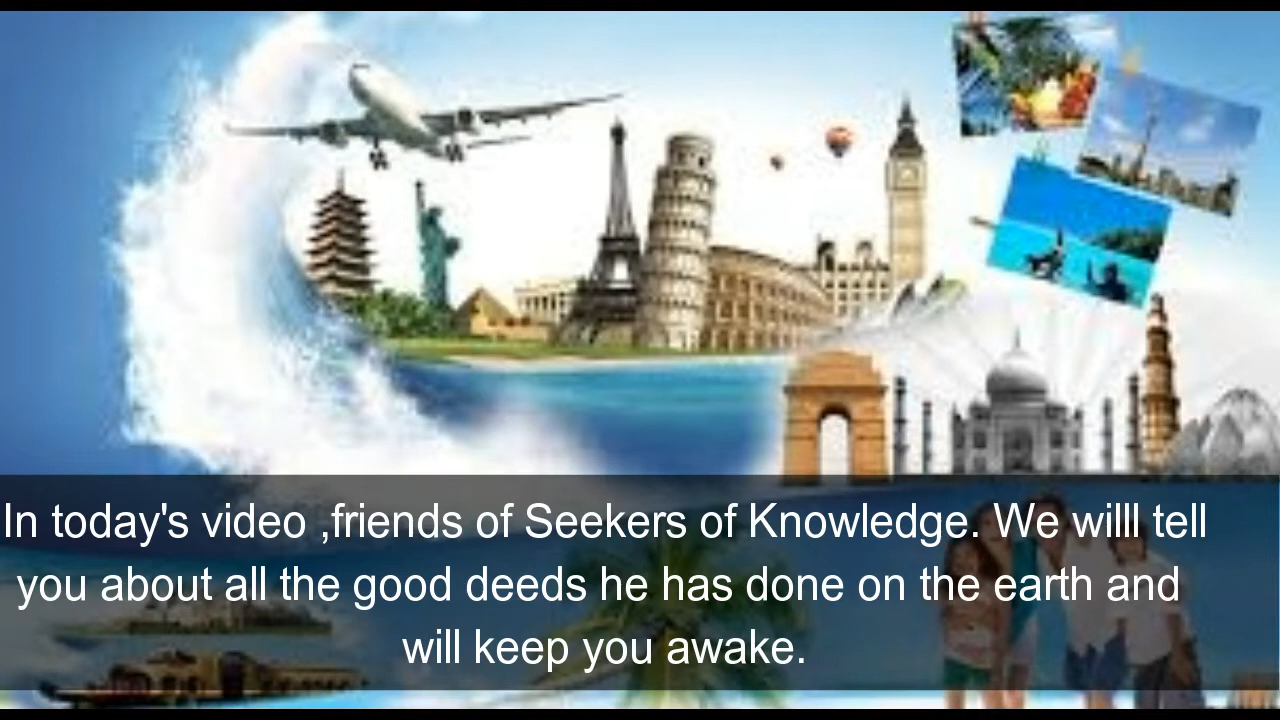 In today's video ,friends of Seekers of Knowledge. We willl tell
you about all the good deeds he has done on the earth and
will keep you awake.